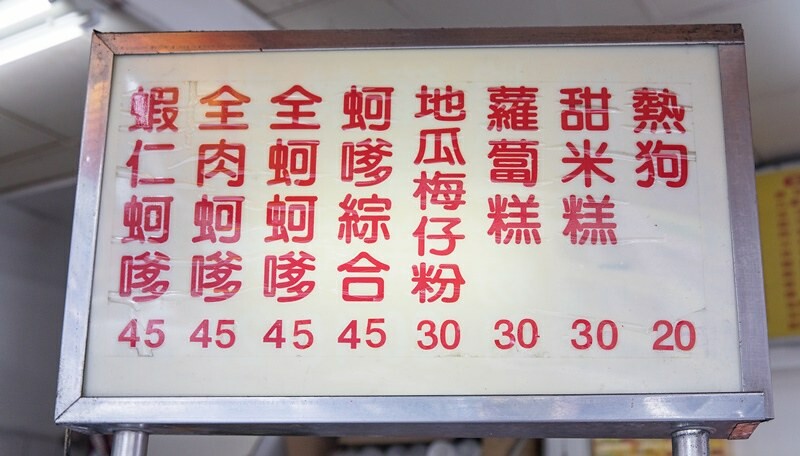 蝦仁蚵嗲 45
全肉蚵嗲 45
全蚵蚵嗲 45
蚵嗲綜合 45
地瓜梅仔粉 30
蘿蔔糕 30
甜米糕 30
熱狗 20